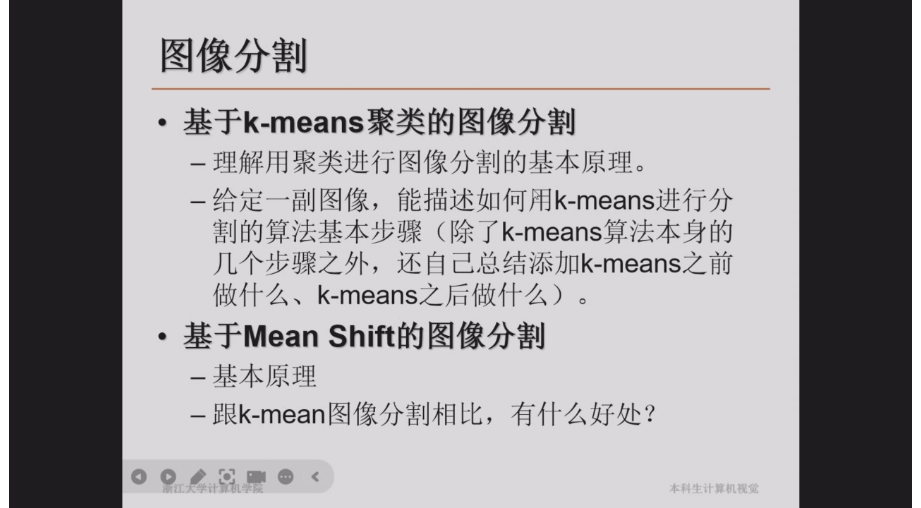 图像分割
• 基于k-means聚类的图像分割
– 理解用聚类进行图像分割的基本原理。
– 给定一副图像，能描述如何用k-means进行分
割的算法基本步骤（除了k-means算法本身的
几个步骤之外，还自己总结添加k-means之前
做什么、k-means之后做什么）。
• 基于Mean Shift的图像分割
– 基本原理
– 跟k-mean图像分割相比，有什么好处？
浙江大学计算机学院
本科生计算机视觉